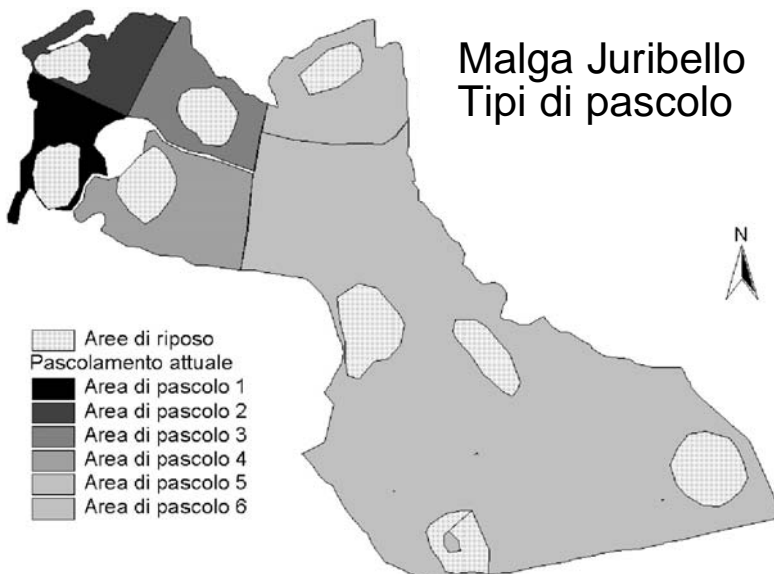 Malga Juribello
Tipi di pascolo
N
Aree di riposo
Pascolamento attuale
Area di pascolo 1
Area di pascolo 2
Area di pascolo 3
Area di pascolo 4
Area di pascolo 5
Area di pascolo 6